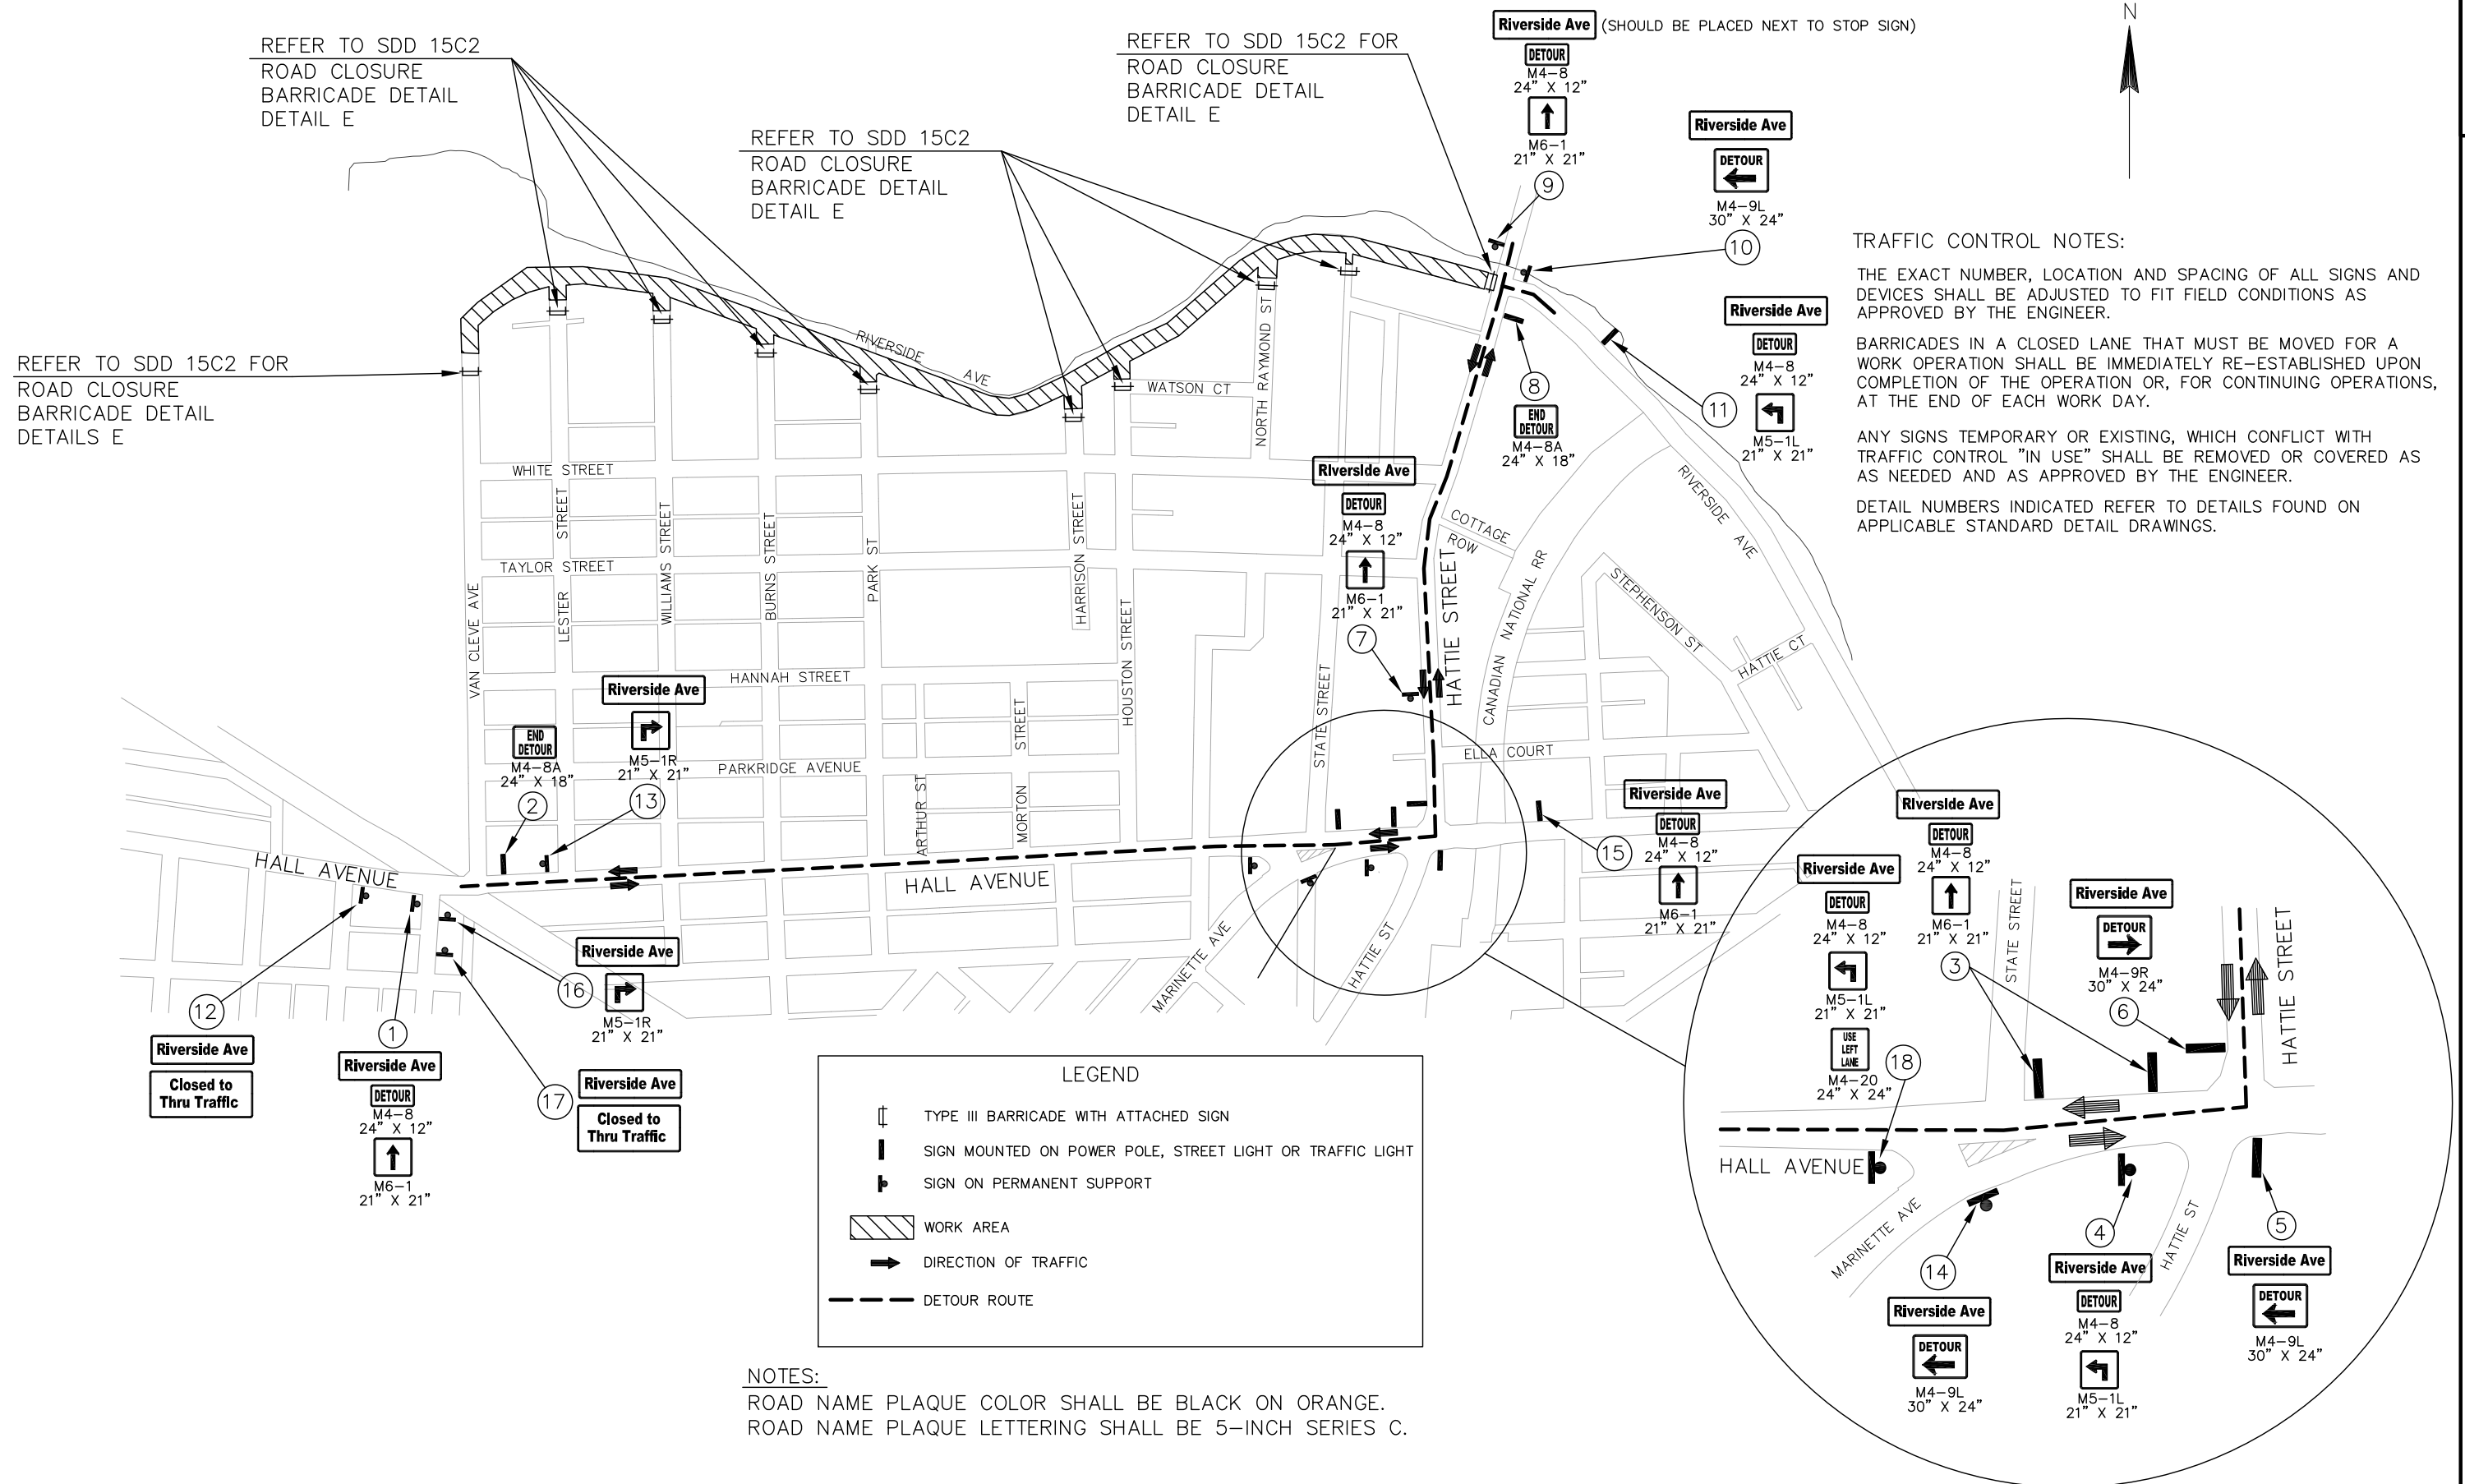 REFER TO SDD 15C2
ROAD CLOSURE
BARRICADE DETAIL
DETAIL E
REFER TO SDD 15C2
ROAD CLOSURE
BARRICADE DETAIL
DETAIL E
REFER TO SDD 15C2 FOR
ROAD CLOSURE
BARRICADE DETAIL
DETAIL E
REFER TO SDD 15C2 FOR
ROAD CLOSURE
BARRICADE DETAIL
DETAILS E
Riverside Ave (SHOULD BE PLACED NEXT TO STOP SIGN)
DETOUR
M4-8
24" X 12"
M6-1
21" X 21"
9
Riverside Ave
DETOUR
M4-9L
30" X 24"
10
N
TRAFFIC CONTROL NOTES:
THE EXACT NUMBER, LOCATION AND SPACING OF ALL SIGNS AND
DEVICES SHALL BE ADJUSTED TO FIT FIELD CONDITIONS AS
APPROVED BY THE ENGINEER.
BARRICADES IN A CLOSED LANE THAT MUST BE MOVED FOR A
WORK OPERATION SHALL BE IMMEDIATELY RE-ESTABLISHED UPON
COMPLETION OF THE OPERATION OR, FOR CONTINUING OPERATIONS,
AT THE END OF EACH WORK DAY.
ANY SIGNS TEMPORARY OR EXISTING, WHICH CONFLICT WITH
TRAFFIC CONTROL "IN USE" SHALL BE REMOVED OR COVERED AS
AS NEEDED AND AS APPROVED BY THE ENGINEER.
DETAIL NUMBERS INDICATED REFER TO DETAILS FOUND ON
APPLICABLE STANDARD DETAIL DRAWINGS.
Riverside Ave
DETOUR
M4-8
24" X 12"
M5-1L
21" X 21"
11
8
END
DETOUR
M4-8A
24" X 18"
Riverside Ave
DETOUR
M4-8
24" X 12"
M6-1
21" X 21"
7
RIVERSIDE
AVE
WATSON CT
NORTH RAYMOND ST
WHITE STREET
TAYLOR STREET
HANNAH STREET
PARKRIDGE AVENUE
VAN CLEVE AVE
LESTER
STREET
WILLIAMS STREET
BURNS STREET
PARK ST
HARRISON STREET
HOUSTON STREET
ARTHUR ST
MORTON
STREET
STATE STREET
HATTIE STREET
COTTAGE
ROW
CANADIAN NATIONAL RR
RIVERSIDE
AVE
STEPHENSON ST
HATTIE CT
ELLA COURT
HALL AVENUE
HALL AVENUE
MARINETTE AVE
HATTIE ST
END
DETOUR
M4-8A
24" X 18"
2
Riverside Ave
M5-1R
21" X 21"
13
15
Riverside Ave
DETOUR
M4-8
24" X 12"
M6-1
21" X 21"
12
Riverside Ave
Closed to
Thru Traffic
1
Riverside Ave
DETOUR
M4-8
24" X 12"
M6-1
21" X 21"
16
Riverside Ave
M5-1R
21" X 21"
17
Riverside Ave
Closed to
Thru Traffic
LEGEND
TYPE III BARRICADE WITH ATTACHED SIGN
SIGN MOUNTED ON POWER POLE, STREET LIGHT OR TRAFFIC LIGHT
SIGN ON PERMANENT SUPPORT
WORK AREA
DIRECTION OF TRAFFIC
DETOUR ROUTE
NOTES:
ROAD NAME PLAQUE COLOR SHALL BE BLACK ON ORANGE.
ROAD NAME PLAQUE LETTERING SHALL BE 5-INCH SERIES C.
Riverside Ave
DETOUR
M4-8
24" X 12"
M5-1L
21" X 21"
USE
LEFT
LANE
M4-20
24" X 24"
18
Riverside Ave
DETOUR
M4-8
24" X 12"
M6-1
21" X 21"
3
Riverside Ave
DETOUR
M4-9R
30" X 24"
6
STATE STREET
HATTIE STREET
HALL AVENUE
MARINETTE AVE
HATTIE ST
14
Riverside Ave
DETOUR
M4-9L
30" X 24"
4
Riverside Ave
DETOUR
M4-8
24" X 12"
M5-1L
21" X 21"
5
Riverside Ave
DETOUR
M4-9L
30" X 24"